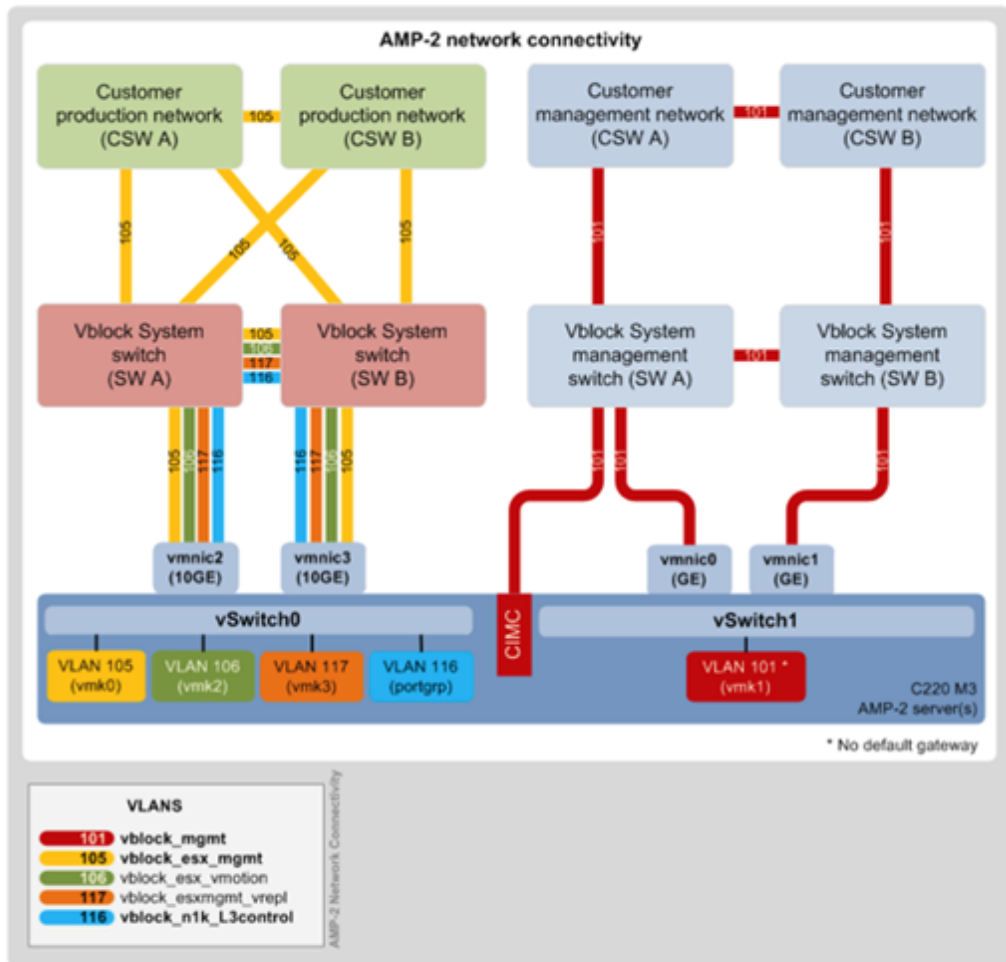 AMP-2 network connectivity
Customer
production network
(CSW A)
105
Customer
production network
(CSW B)
Customer
management network
(CSW A)
101
Customer
management network
(CSW B)
105
105
105
105
101
101
Vblock System
switch
(SW A)
105
106
117
116
Vblock System
switch
(SW B)
Vblock System
management
switch (SW A)
101
Vblock System
management
switch (SW B)
105
106
117
116
116
117
106
105
101
101
101
vmnic2
(10GE)
vmnic3
(10GE)
vmnic0
(GE)
vmnic1
(GE)
vSwitch0
CIMC
vSwitch1
VLAN 105
(vmk0)
VLAN 106
(vmk2)
VLAN 117
(vmk3)
VLAN 116
(portgrp)
VLAN 101 *
(vmk1)
C220 M3
AMP-2 server(s)
* No default gateway
VLANS
101 vblock_mgmt
105 vblock_esx_mgmt
106 vblock_esx_vmotion
117 vblock_esxmgmt_vrepl
116 vblock_n1k_L3control
AMP-2 Network Connectivity